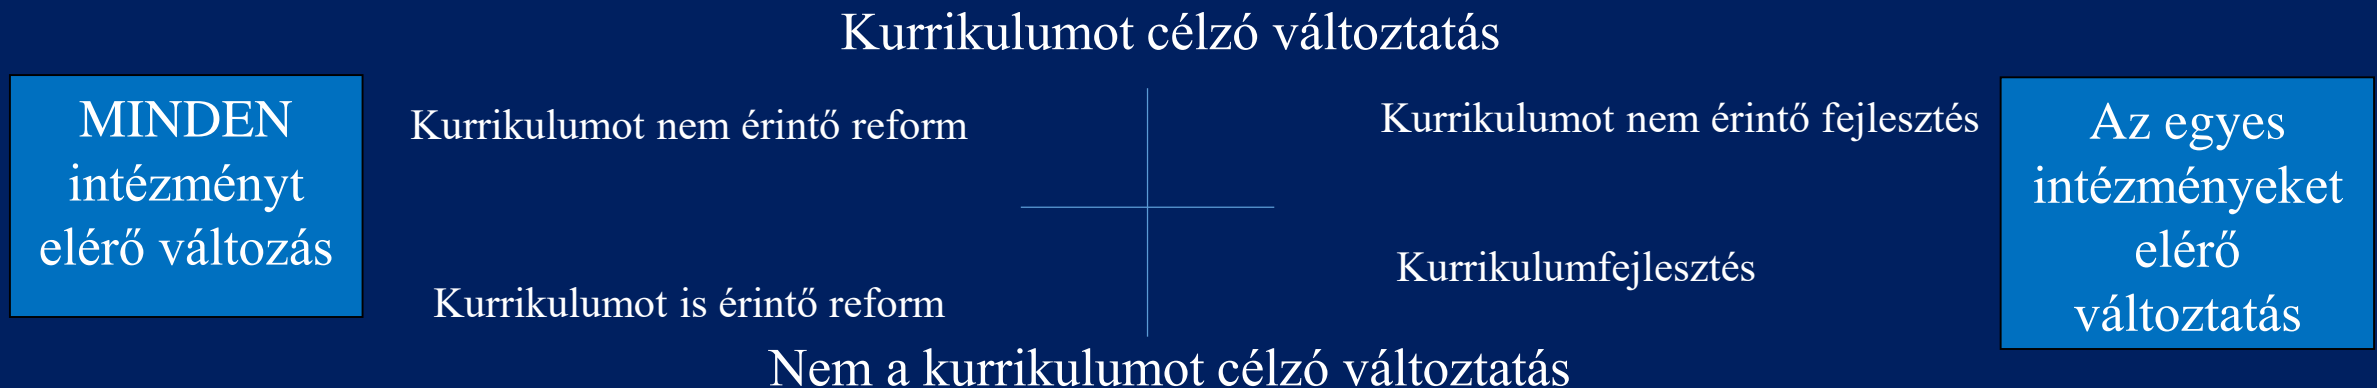 Kurrikulumot célzó változtatás
MINDEN
intézményt
elérő változás
Kurrikulumot nem érintő reform
Kurrikulumot nem érintő fejlesztés
Kurrikulumot is érintő reform
Kurrikulumfejlesztés
Az egyes
intézményeket
elérő
változtatás
Nem a kurrikulumot célzó változtatás